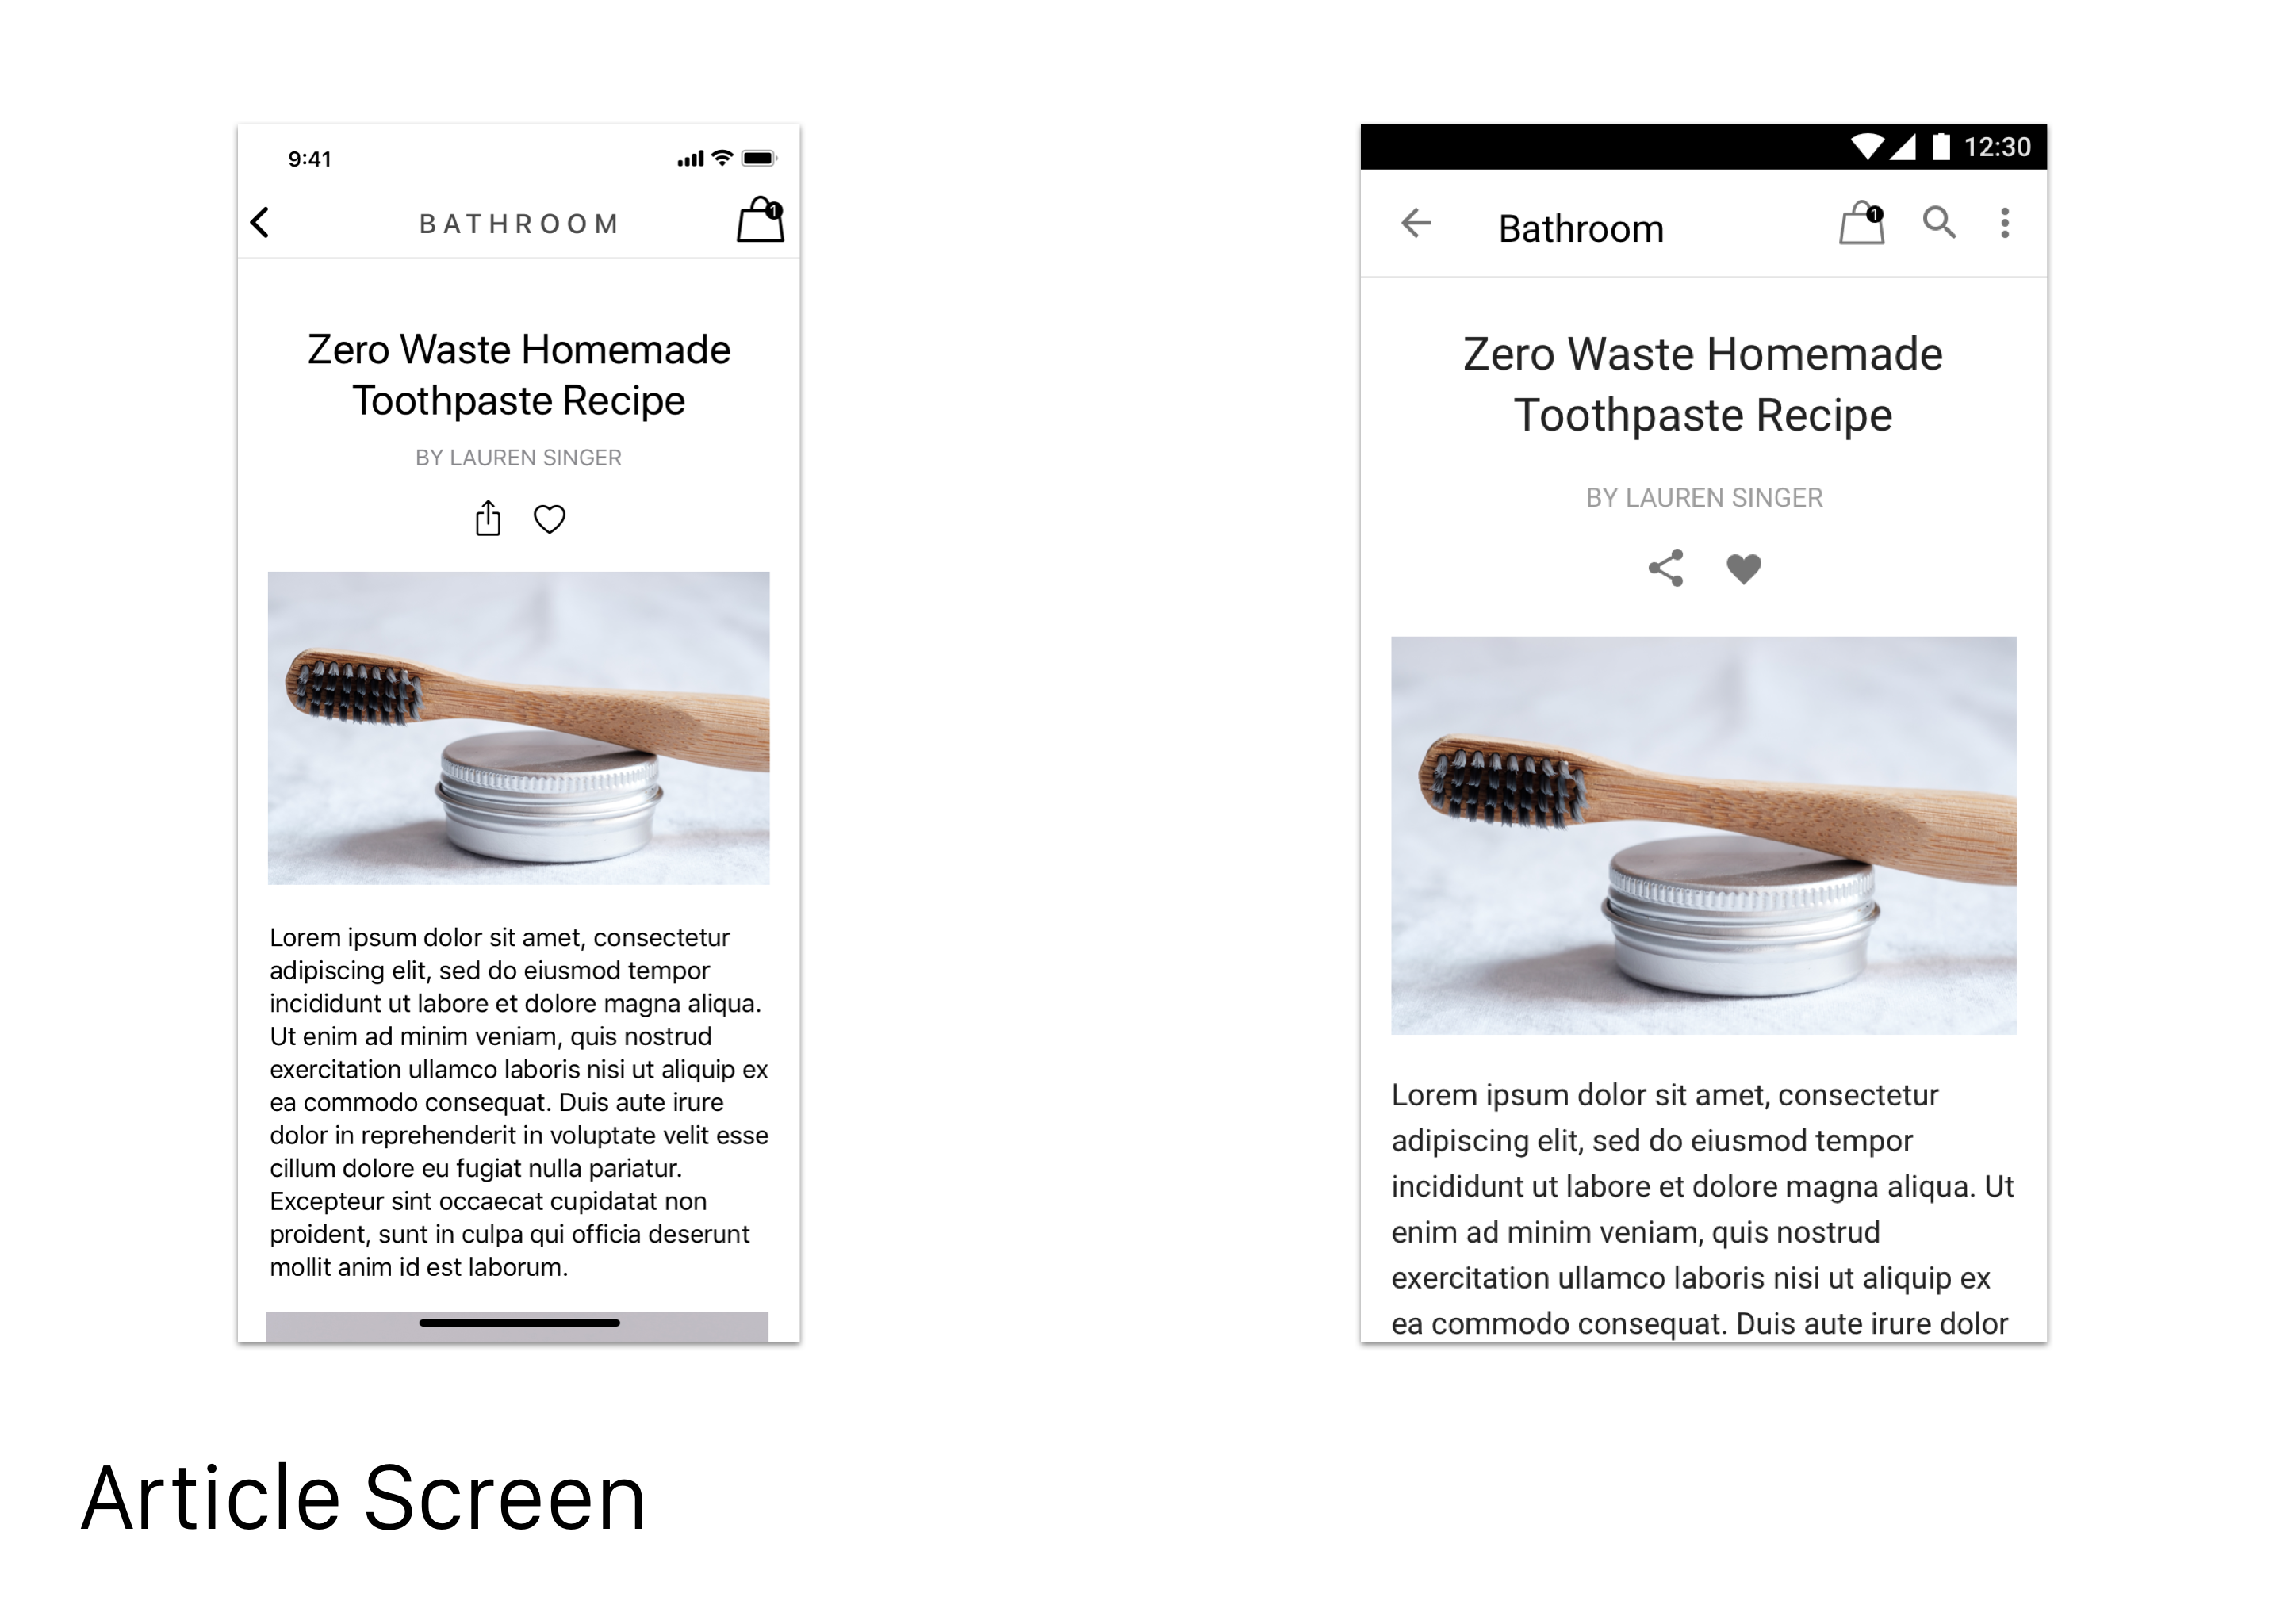 9:41
BATHROOM
1
Zero Waste Homemade
Toothpaste Recipe
BY LAUREN SINGER
Lorem ipsum dolor sit amet, consectetur
adipiscing elit, sed do eiusmod tempor
incididunt ut labore et dolore magna aliqua.
Ut enim ad minim veniam, quis nostrud
exercitation ullamco laboris nisi ut aliquip ex
ea commodo consequat. Duis aute irure
dolor in reprehenderit in voluptate velit esse
cillum dolore eu fugiat nulla pariatur.
Excepteur sint occaecat cupidatat non
proident, sunt in culpa qui officia deserunt
mollit anim id est laborum.
12:30
Bathroom
1
Zero Waste Homemade
Toothpaste Recipe
BY LAUREN SINGER
Lorem ipsum dolor sit amet, consectetur
adipiscing elit, sed do eiusmod tempor
incididunt ut labore et dolore magna aliqua. Ut
enim ad minim veniam, quis nostrud
exercitation ullamco laboris nisi ut aliquip ex
ea commodo consequat. Duis aute irure dolor
Article Screen